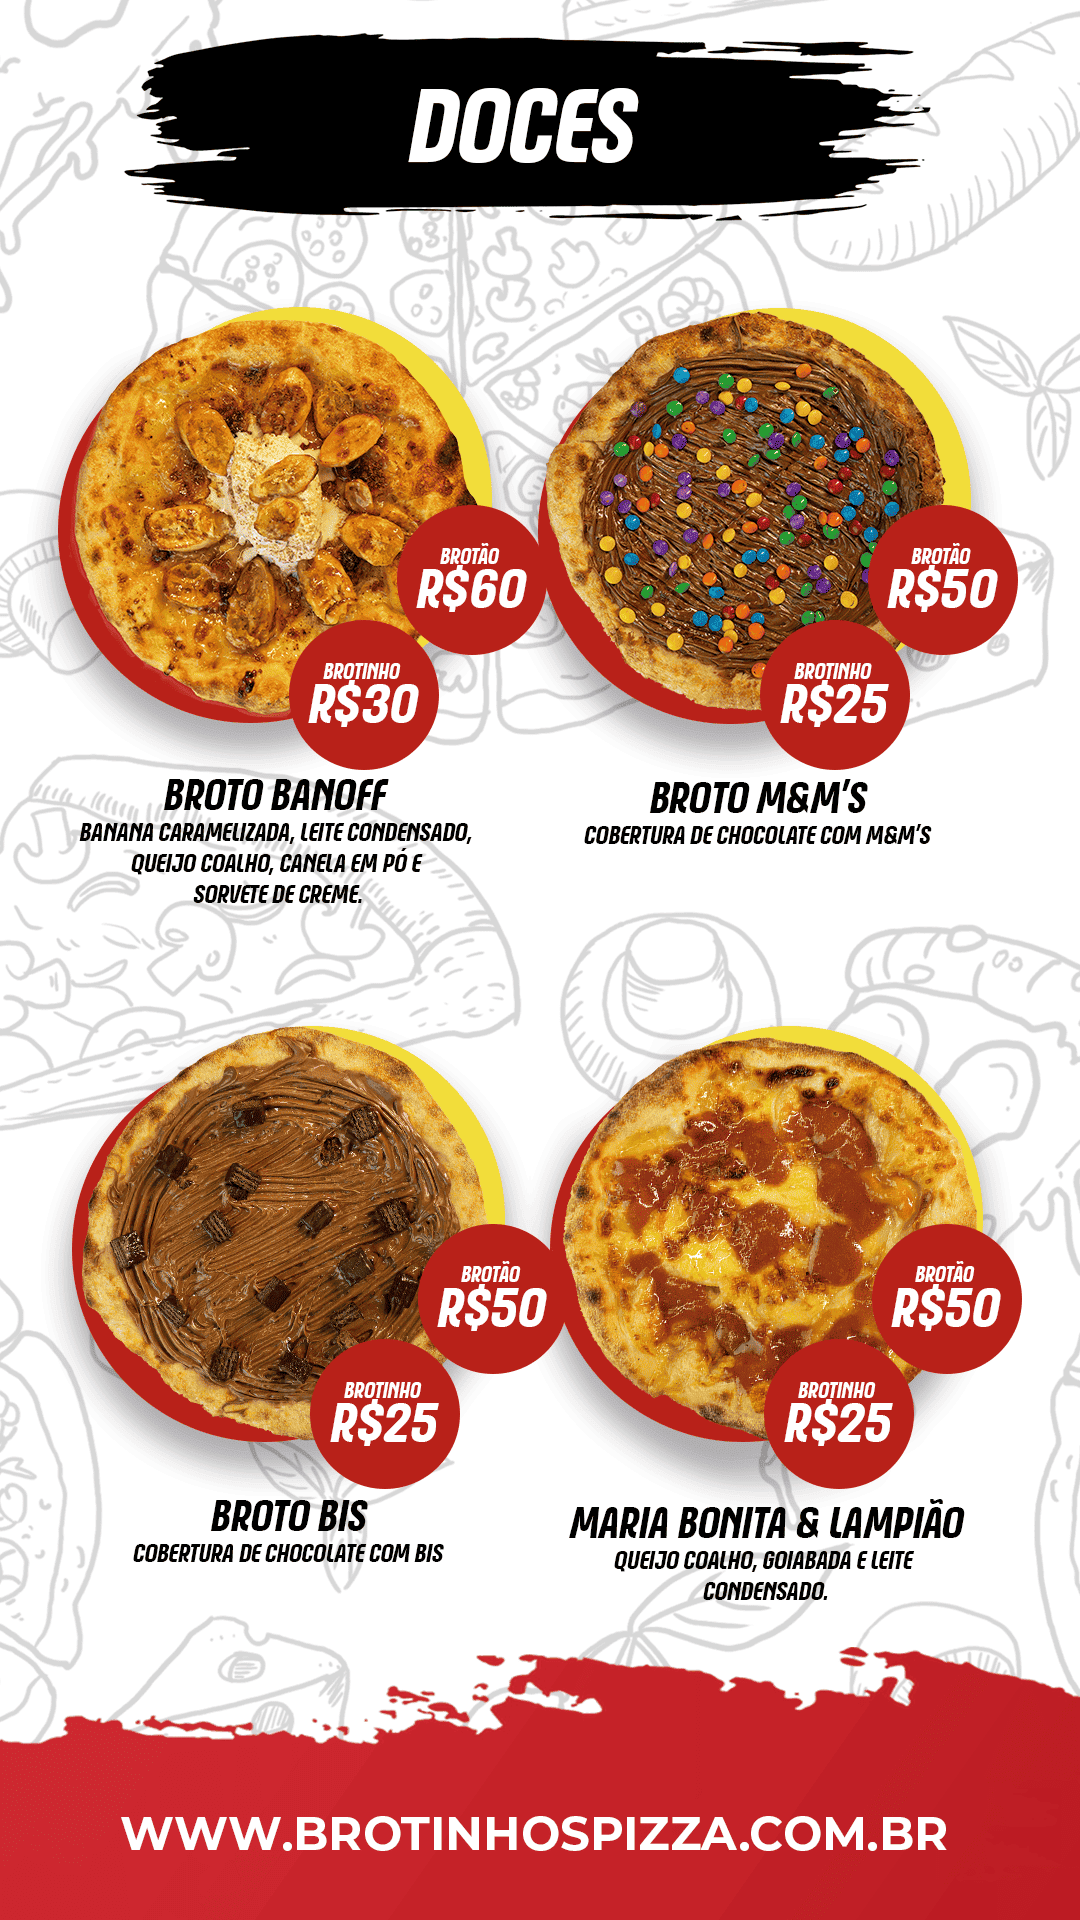 DOCES
BROTÃO
R$60
BROTINHO
R$30
BROTO BANOFF
BANANA CARAMELIZADA, LEITE CONDENSADO,
QUEIJO COALHO, CANELA EM PÓ E
SORVETE DE CREME.
BROTÃO
R$50
BROTINHO
R$25
BROTO M&M'S
COBERTURA DE CHOCOLATE COM M&M'S
BROTÃO
R$50
BROTINHO
R$25
BROTO BIS
COBERTURA DE CHOCOLATE COM BIS
BROTÃO
R$50
BROTINHO
R$25
MARIA BONITA & LAMPIÃO
QUEIJO COALHO, GOIABADA E LEITE
CONDENSADO.
WWW.BROTINHOSPIZZA.COM.BR